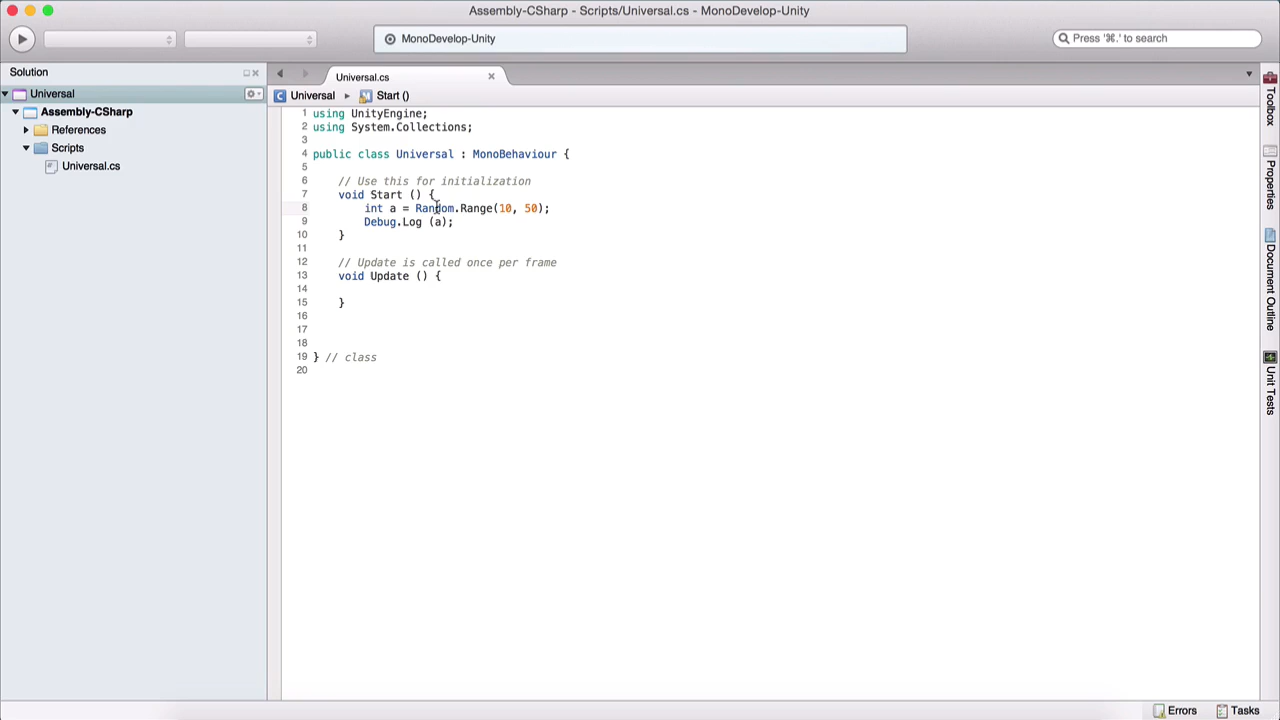 Assembly-CSharp - Scripts/Universal.cs - MonoDevelop-Unity
MonoDevelop-Unity
Press '⌘.' to search
Solution
Universal
Assembly-CSharp
References
Scripts
Universal.cs
Universal.cs
Universal ▸ Start ()
1 using UnityEngine;
2 using System.Collections;
3
4 public class Universal : MonoBehaviour {
5
6 // Use this for initialization
7 void Start () {
8 int a = Random.Range(10, 50);
9 Debug.Log (a);
10 }
11
12 // Update is called once per frame
13 void Update () {
14
15 }
16
17
18
19 } // class
20
Toolbox
Properties
Document Outline
Unit Tests
Errors
Tasks